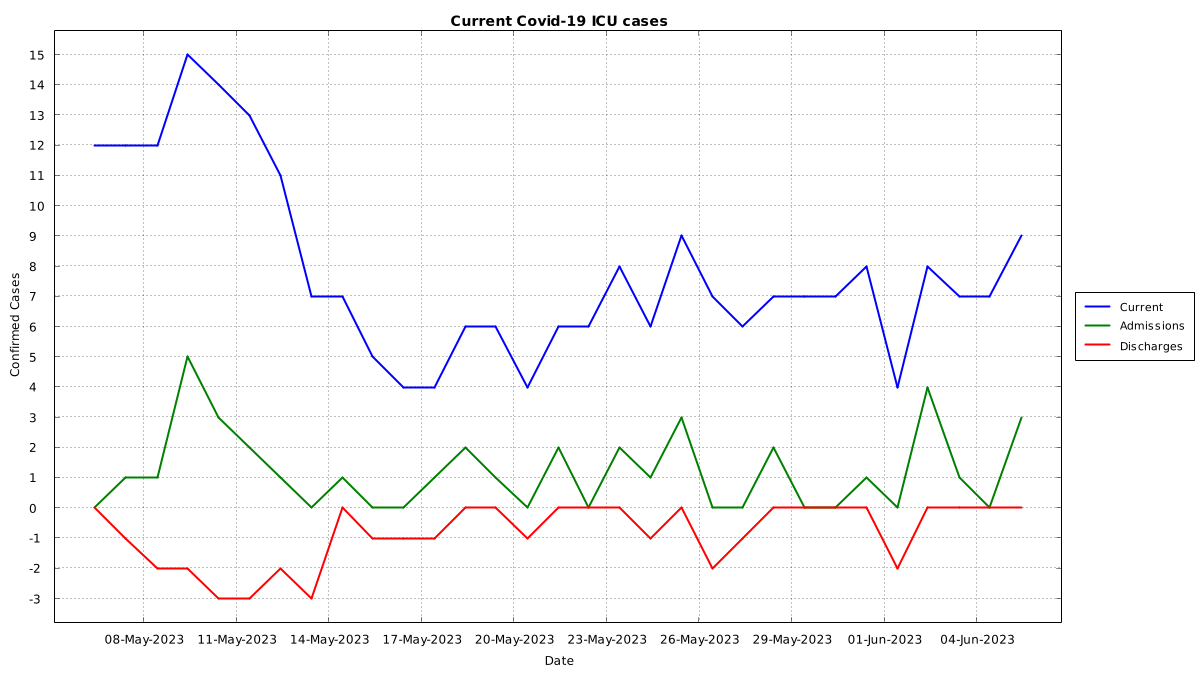 Current Covid-19 ICU cases
15
14
13
12
11
10
9
8
7
6
5
4
3
2
1
0
-1
-2
-3
Confirmed Cases
08-May-2023 11-May-2023 14-May-2023 17-May-2023 20-May-2023 23-May-2023 26-May-2023 29-May-2023 01-Jun-2023 04-Jun-2023
Date
Current
Admissions
Discharges